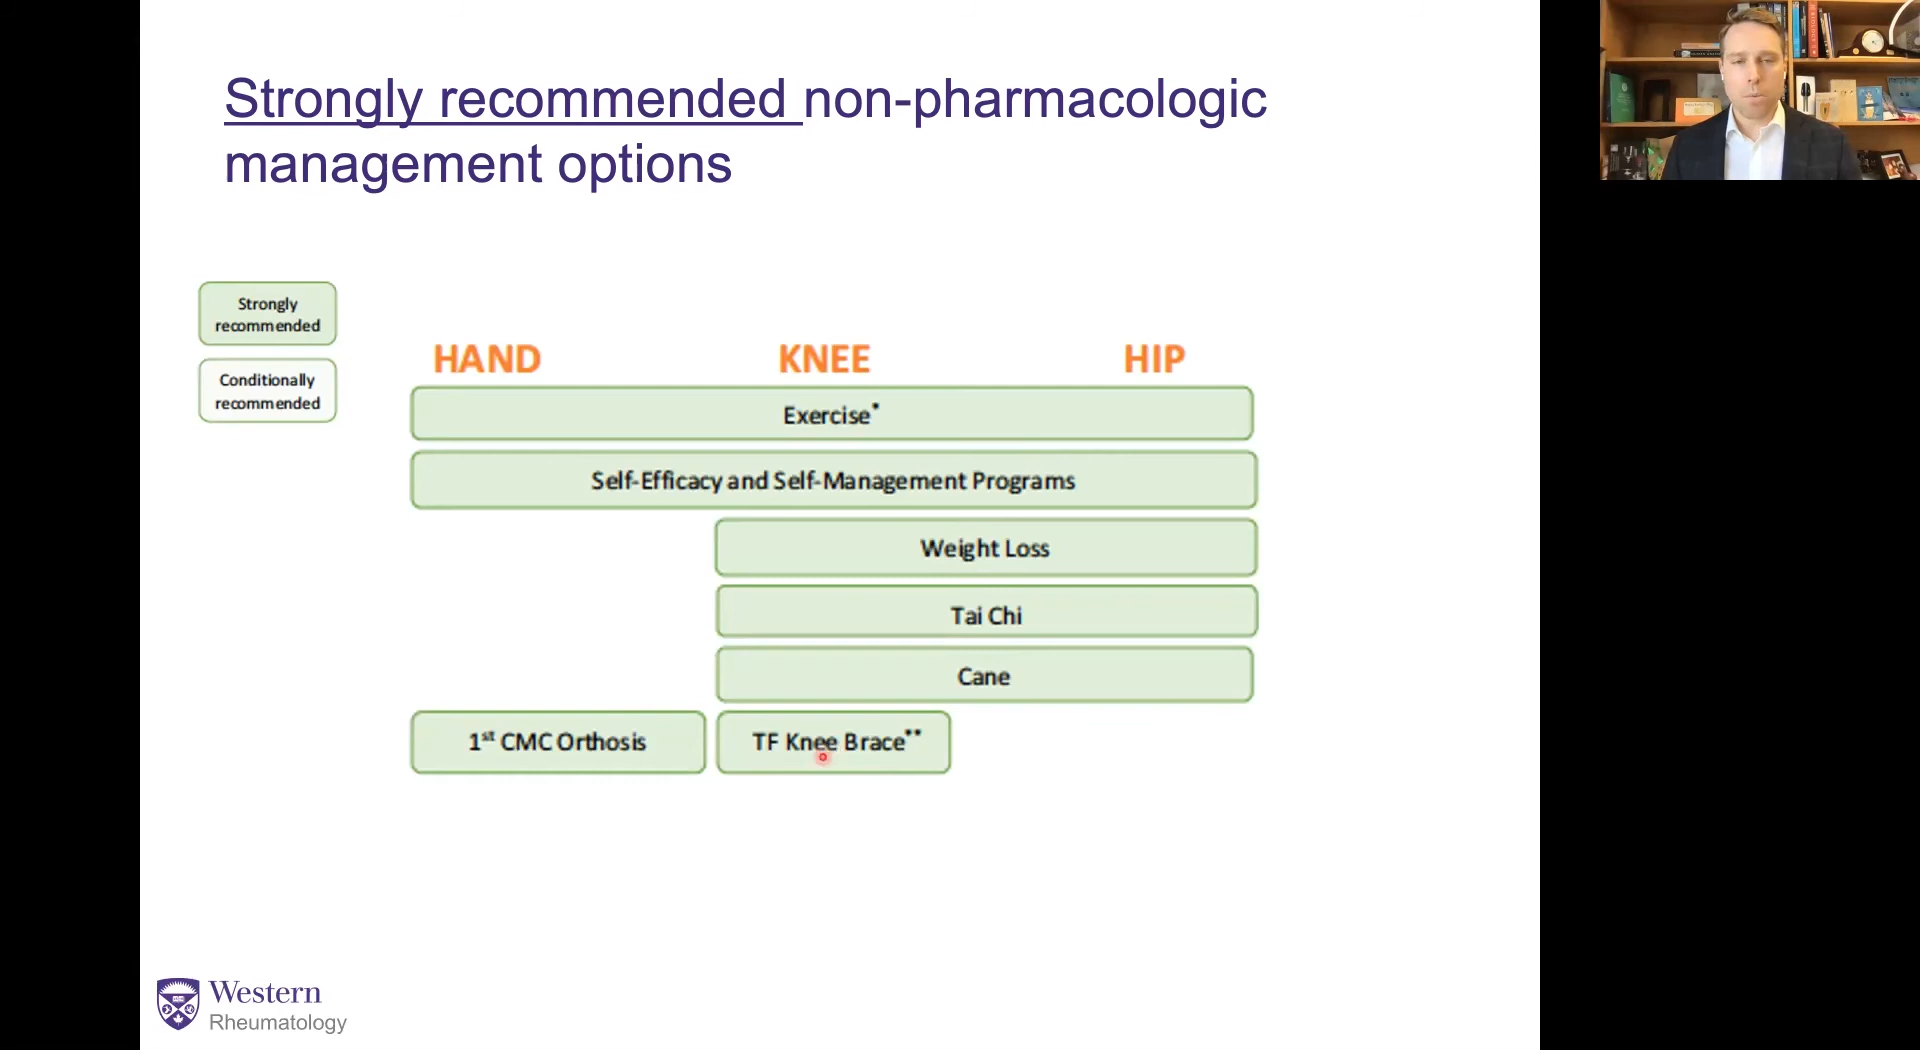 Strongly recommended non-pharmacologic
management options
Strongly
recommended
Conditionally
recommended
HAND KNEE HIP
Exercise*
Self-Efficacy and Self-Management Programs
Weight Loss
Tai Chi
Cane
1st CMC Orthosis
TF Knee Brace**
Western
Rheumatology